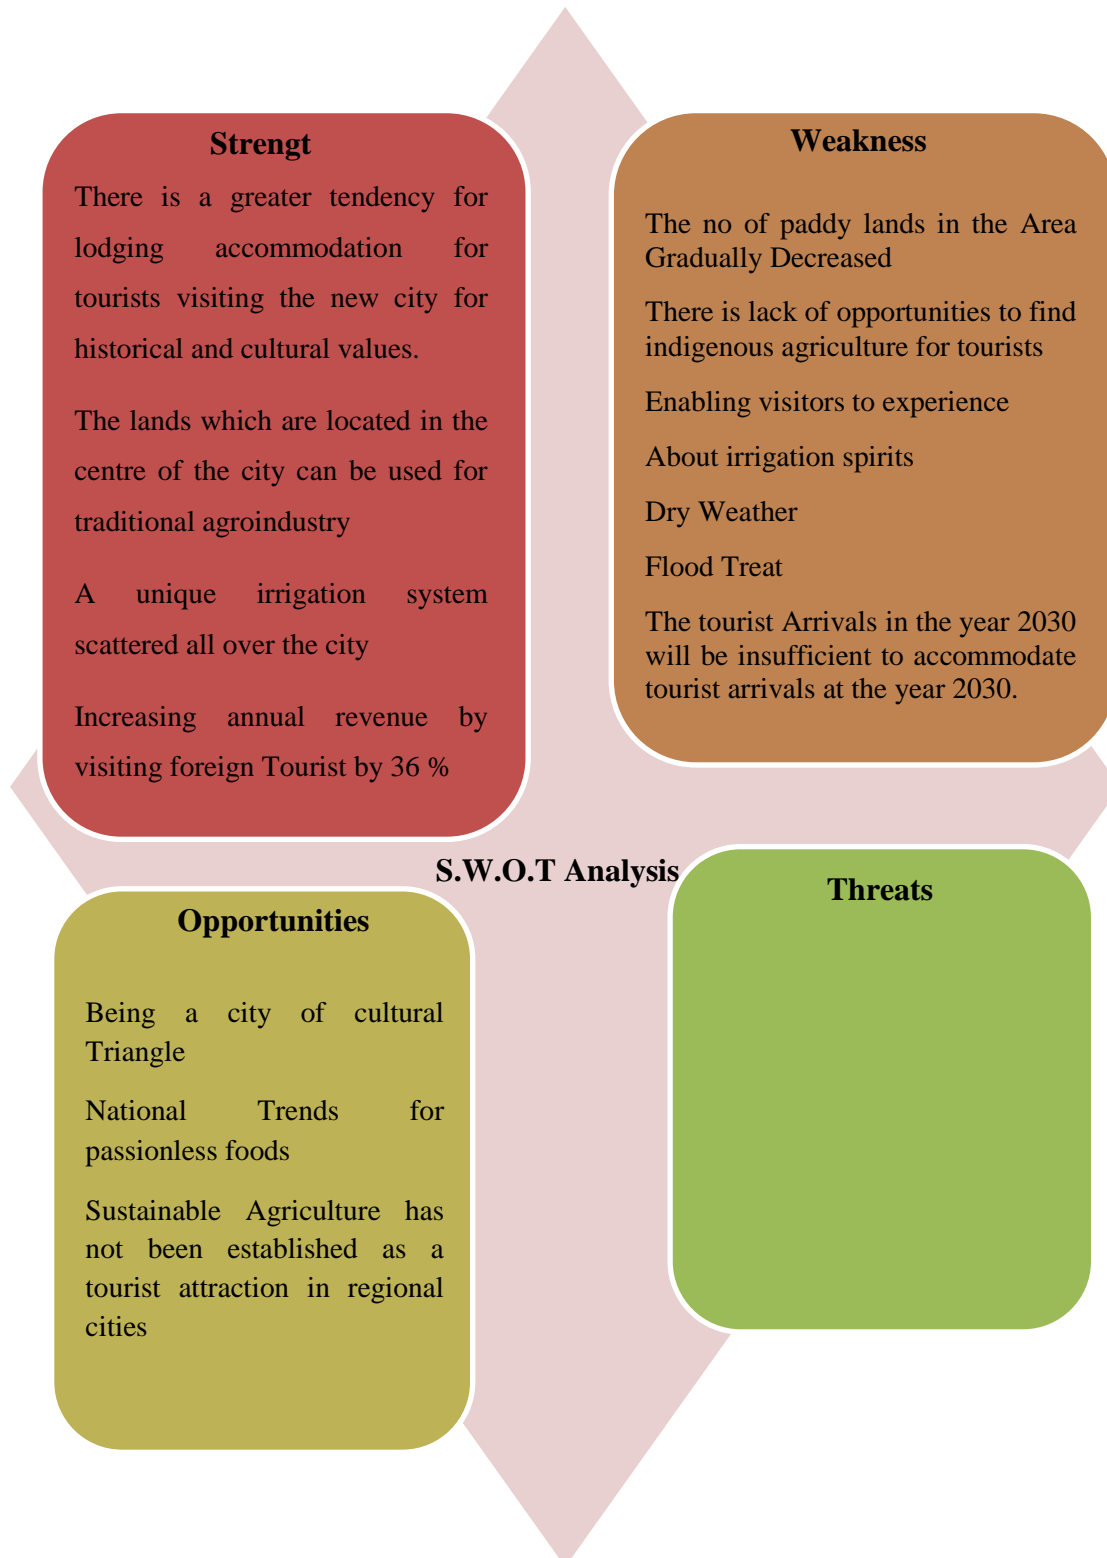 Strengt
There is a greater tendency for
lodging accommodation for
tourists visiting the new city for
historical and cultural values.
The lands which are located in the
centre of the city can be used for
traditional agroindustry
A unique irrigation system
scattered all over the city
Increasing annual revenue by
visiting foreign Tourist by 36 %
Weakness
The no of paddy lands in the Area
Gradually Decreased
There is lack of opportunities to find
indigenous agriculture for tourists
Enabling visitors to experience
About irrigation spirits
Dry Weather
Flood Treat
The tourist Arrivals in the year 2030
will be insufficient to accommodate
tourist arrivals at the year 2030.
S.W.O.T Analysis
Opportunities
Being a city of cultural
Triangle
National Trends for
passionless foods
Sustainable Agriculture has
not been established as a
tourist attraction in regional
cities
Threats